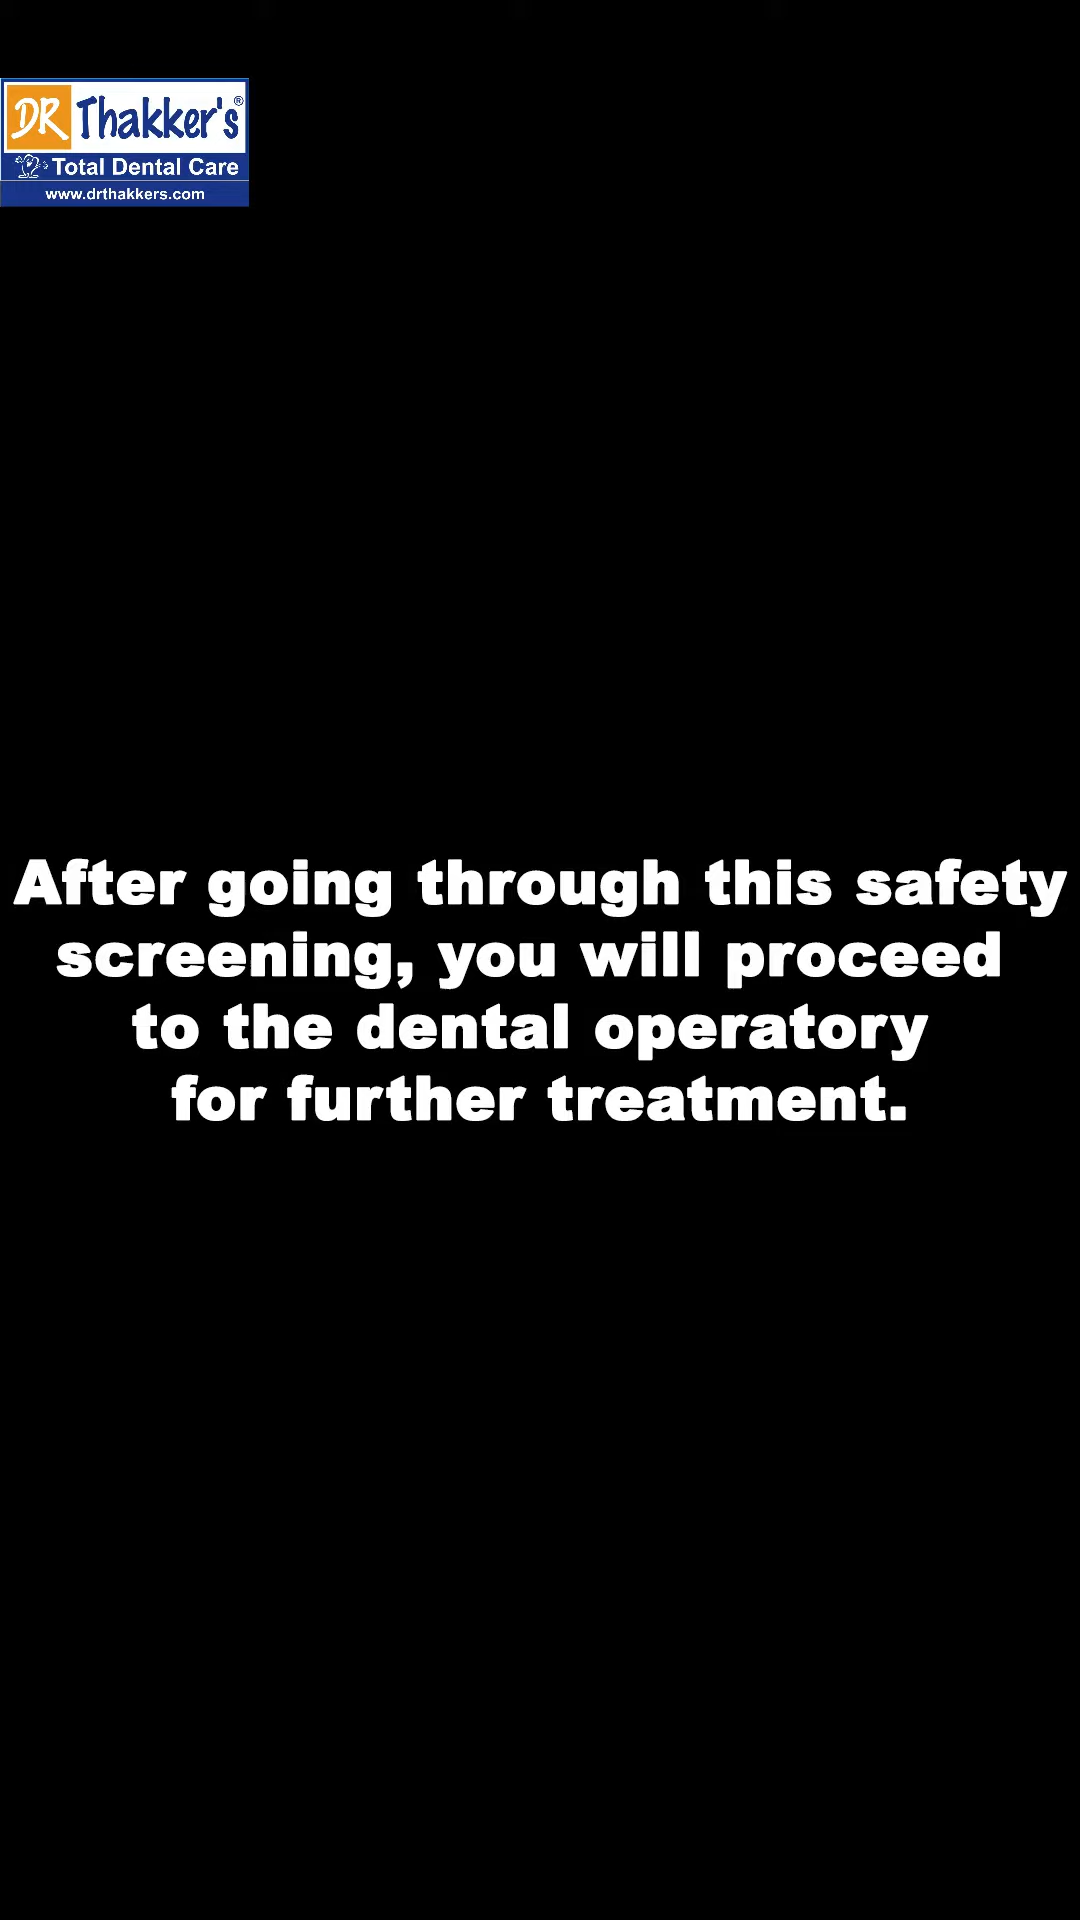 DR Thakker's®
Total Dental Care
www.drthakkers.com
After going through this safety
screening, you will proceed
to the dental operatory
for further treatment.